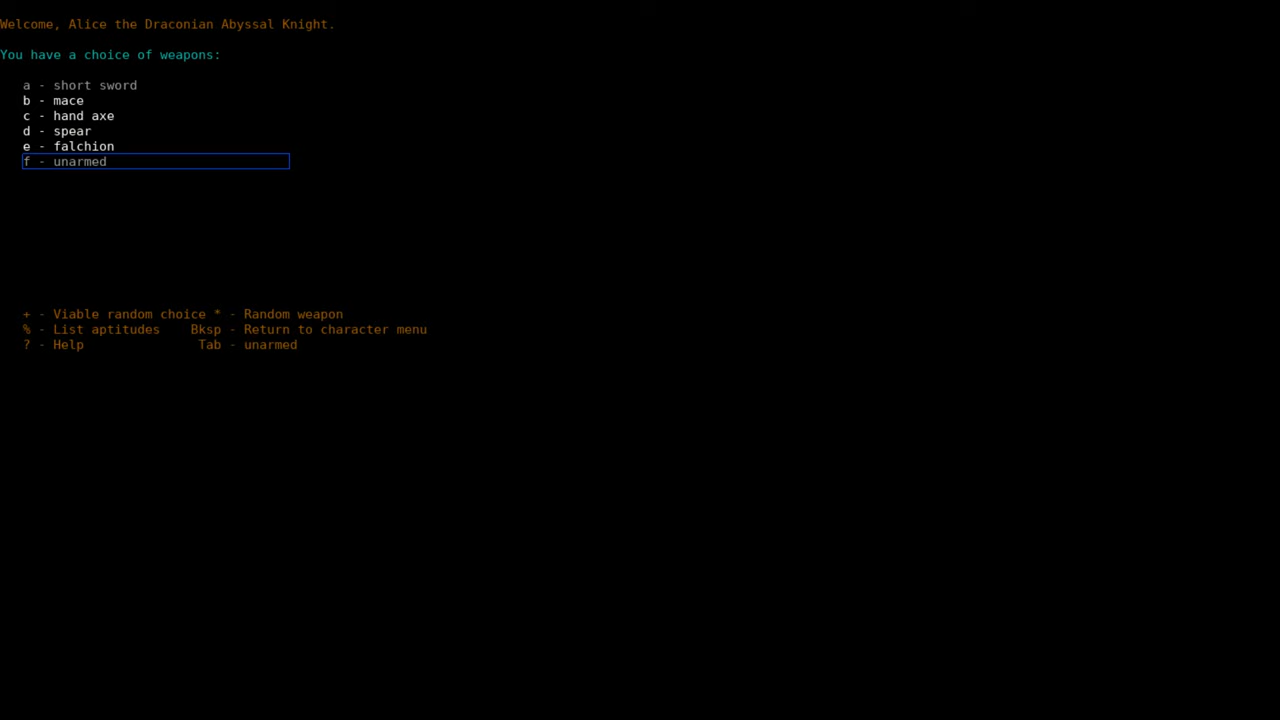 Welcome, Alice the Draconian Abyssal Knight.
You have a choice of weapons:
a - short sword
b - mace
c - hand axe
d - spear
e - falchion
f - unarmed
+ - Viable random choice * - Random weapon
% - List aptitudes    Bksp - Return to character menu
? - Help               Tab - unarmed